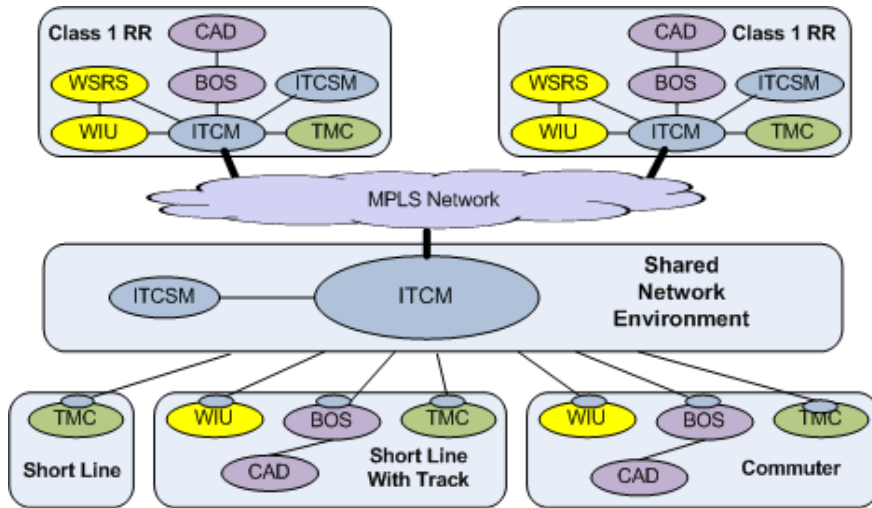 Class 1 RR
CAD
WSRS
BOS
ITCSM
WIU
ITCM
TMC
CAD
Class 1 RR
WSRS
BOS
ITCSM
WIU
ITCM
TMC
MPLS Network
ITCSM
ITCM
Shared
Network
Environment
TMC
Short Line
WIU
BOS
TMC
CAD
Short Line
With Track
WIU
BOS
TMC
CAD
Commuter